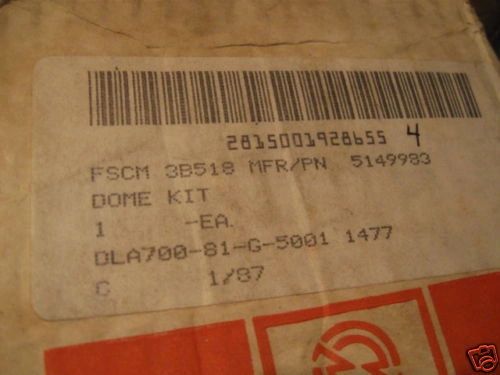 2815001928655 4
FSCM 3B518 MFR/PN 5149983
DOME KIT
1 -EA.
DLA700-81-G-5001 1477
C 1/87